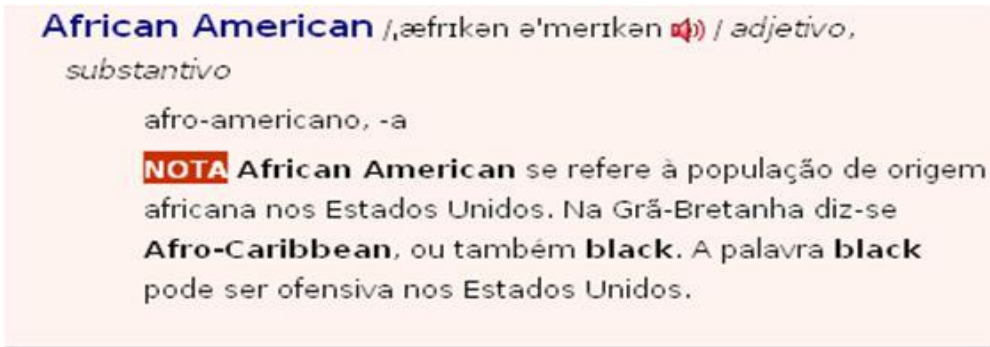 African American /ˌæfrɪkən ə'merɪkən / adjetivo,
substantivo
afro-americano, -a
NOTA African American se refere à população de origem
africana nos Estados Unidos. Na Grã-Bretanha diz-se
Afro-Caribbean, ou também black. A palavra black
pode ser ofensiva nos Estados Unidos.